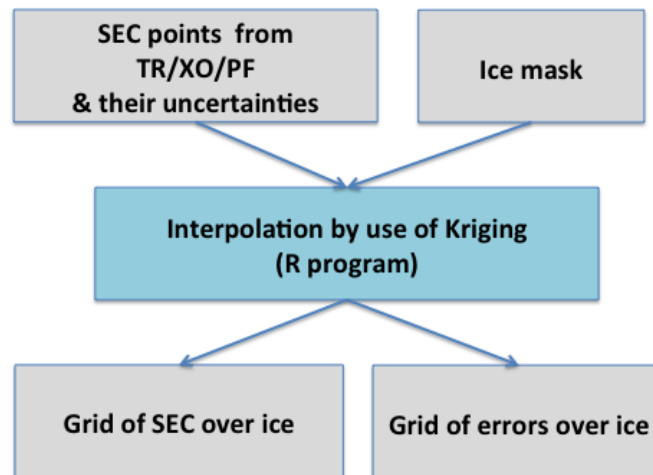 SEC points from
TR/XO/PF
& their uncertainties
Ice mask
Interpolation by use of Kriging
(R program)
Grid of SEC over ice
Grid of errors over ice